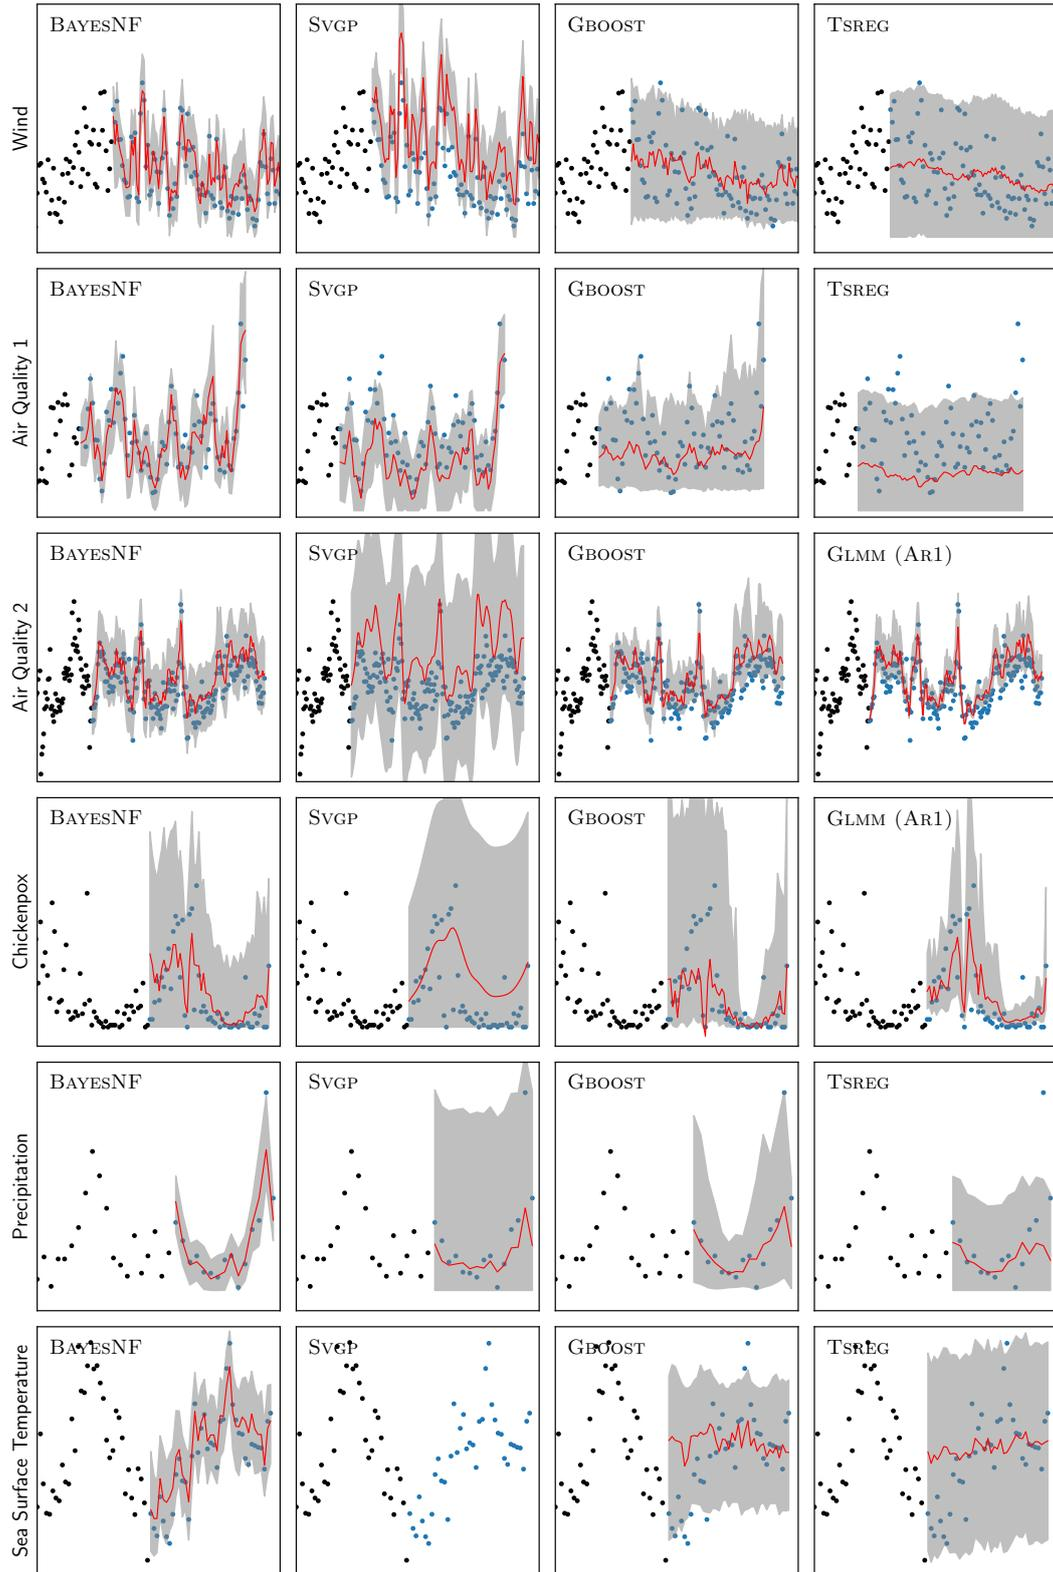 Wind
BAYESNF
SVGP
GBOOST
TSREG
Air Quality 1
BAYESNF
SVGP
GBOOST
TSREG
Air Quality 2
BAYESNF
SVGP
GBOOST
GLMM (AR1)
Chickenpox
BAYESNF
SVGP
GBOOST
GLMM (AR1)
Precipitation
BAYESNF
SVGP
GBOOST
TSREG
Sea Surface Temperature
BAYESNF
SVGP
GBOOST
TSREG